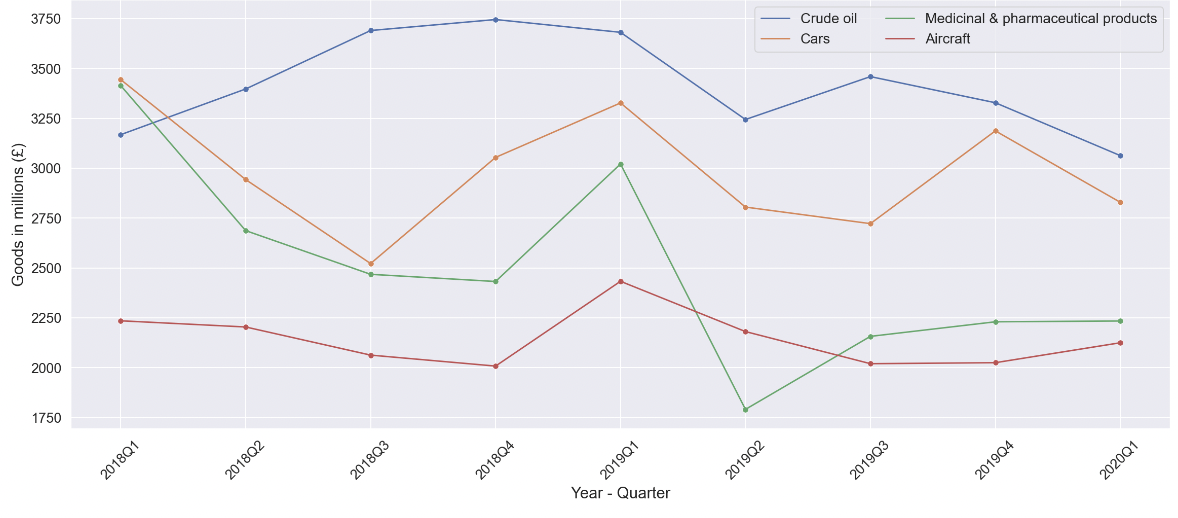 Crude oil
Cars
Medicinal & pharmaceutical products
Aircraft
Goods in millions (£)
3750
3500
3250
3000
2750
2500
2250
2000
1750
2018Q1
2018Q2
2018Q3
2018Q4
2019Q1
2019Q2
2019Q3
2019Q4
2020Q1
Year - Quarter